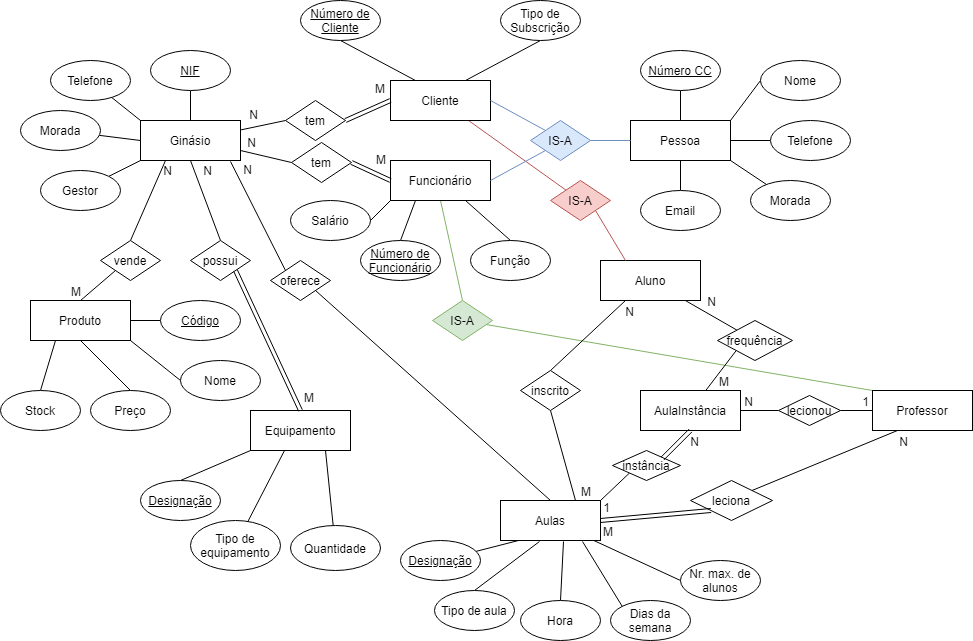 Número de
Cliente
Tipo de
Subscrição
Telefone
NIF
Número CC
Nome
M
Cliente
N
tem
Morada
Ginásio
IS-A
Pessoa
Telefone
N
tem
M
N
N
N
Funcionário
Gestor
IS-A
Morada
Email
Salário
Número de
Funcionário
Função
vende
possui
oferece
Aluno
M
N
N
Produto
Código
IS-A
frequência
Nome
inscrito
M
Stock
Preço
M
AulaInstância
N
lecionou
1
Professor
Equipamento
N
N
instância
Designação
M
1
leciona
Aulas
M
Tipo de
equipamento
Quantidade
Designação
Nr. max. de
alunos
Tipo de aula
Hora
Dias da
semana